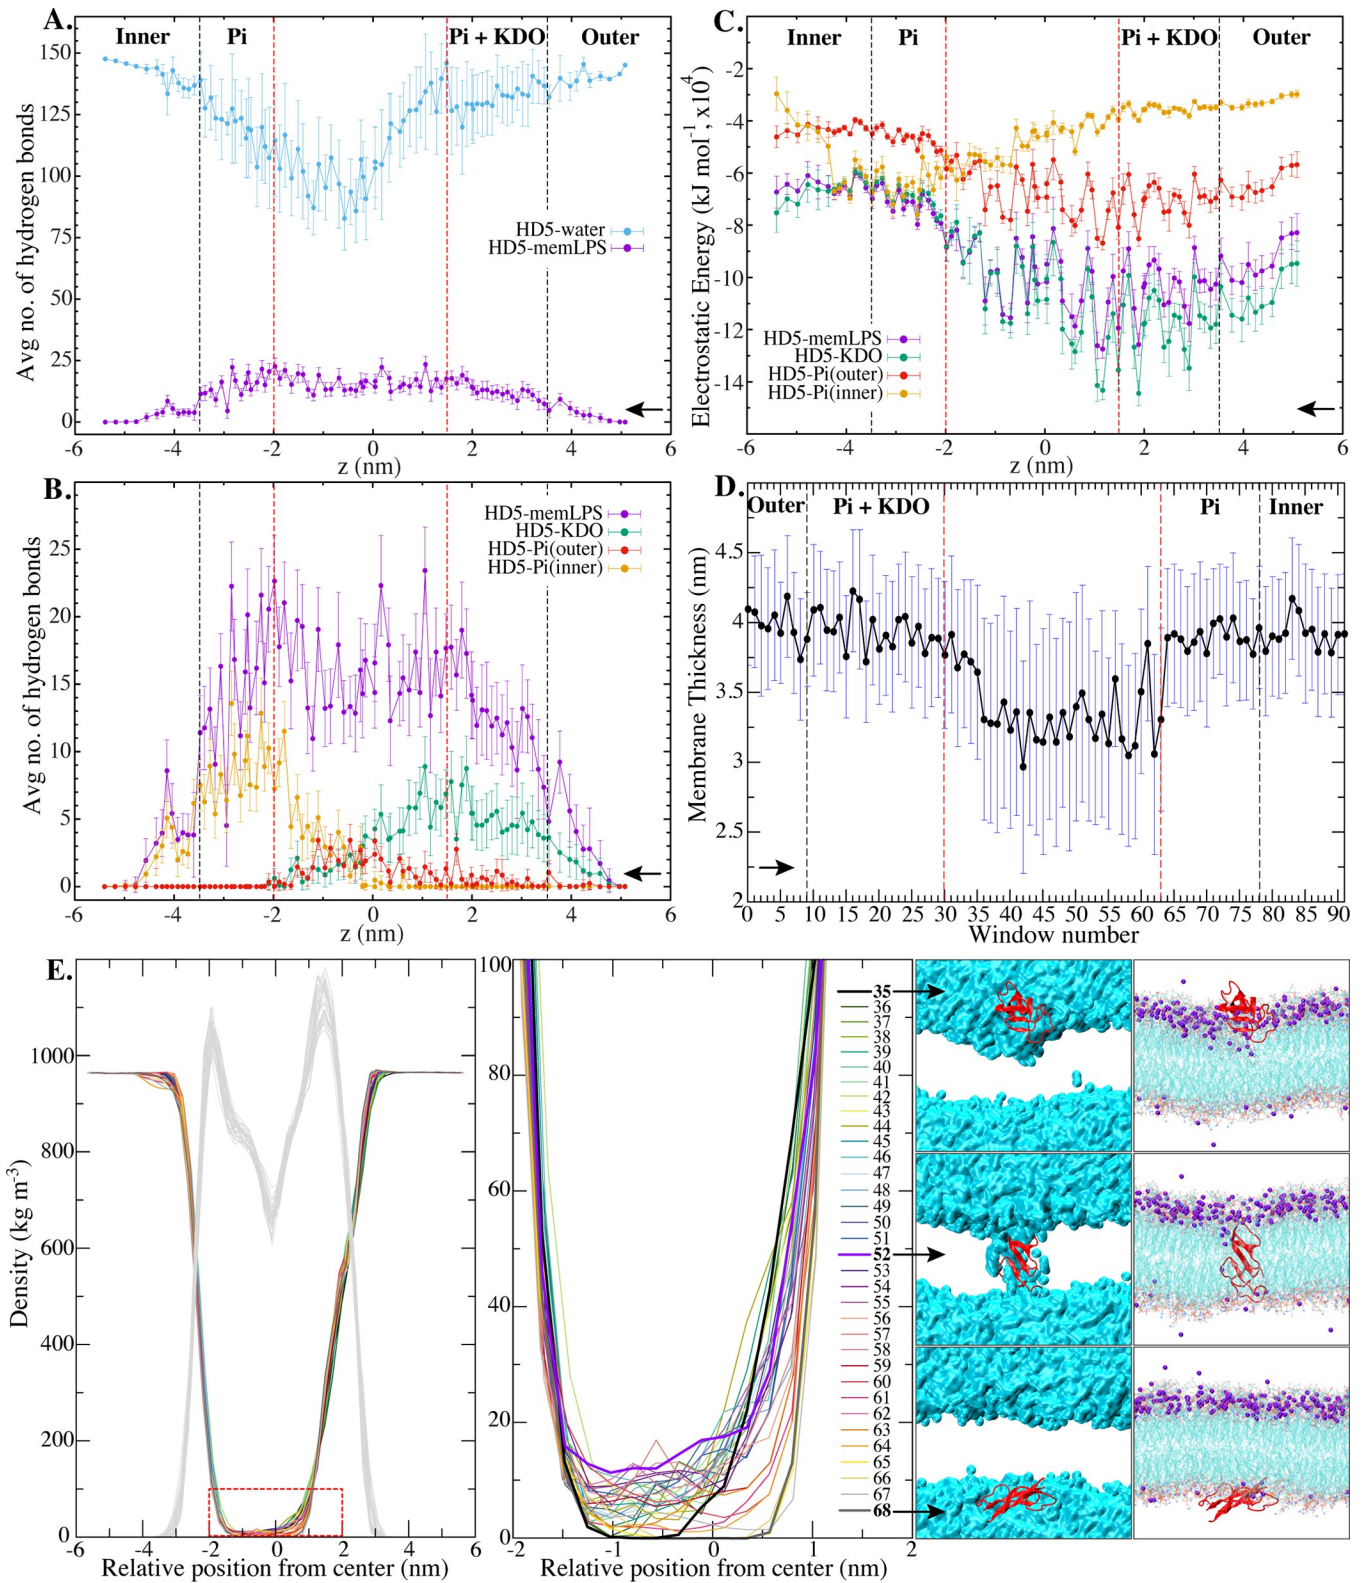 A.
Inner Pi Pi + KDO Outer
Avg no. of hydrogen bonds
150
125
100
75
50
25
0
HD5-water
HD5-memLPS
-6 -4 -2 0 2 4 6
z (nm)
C.
Inner Pi Pi + KDO Outer
Electrostatic Energy (kJ mol-1, x104)
-2
-4
-6
-8
-10
-12
-14
HD5-memLPS
HD5-KDO
HD5-Pi(outer)
HD5-Pi(inner)
-6 -4 -2 0 2 4 6
z (nm)
B.
Avg no. of hydrogen bonds
25
20
15
10
5
0
HD5-memLPS
HD5-KDO
HD5-Pi(outer)
HD5-Pi(inner)
-6 -4 -2 0 2 4 6
z (nm)
D.
Outer Pi + KDO Pi Inner
Membrane Thickness (nm)
4.5
4
3.5
3
2.5
2
0 5 10 15 20 25 30 35 40 45 50 55 60 65 70 75 80 85 90
Window number
E.
Density (kg m-3)
1000
800
600
400
200
0
-6 -4 -2 0 2 4 6
Relative position from center (nm)
100
80
60
40
20
0
-2 -1 0 1 2
Relative position from center (nm)
35
36
37
38
39
40
41
42
43
44
45
46
47
48
49
50
51
52
53
54
55
56
57
58
59
60
61
62
63
64
65
66
67
68